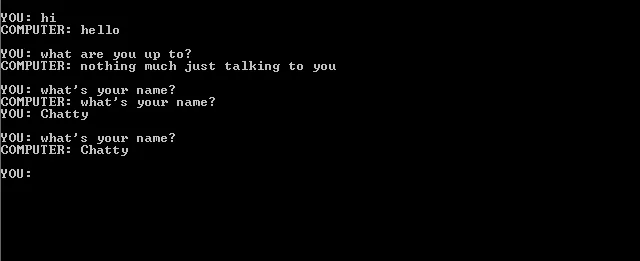 YOU: hi
COMPUTER: hello
YOU: what are you up to?
COMPUTER: nothing much just talking to you
YOU: what's your name?
COMPUTER: what's your name?
YOU: Chatty
YOU: what's your name?
COMPUTER: Chatty
YOU: